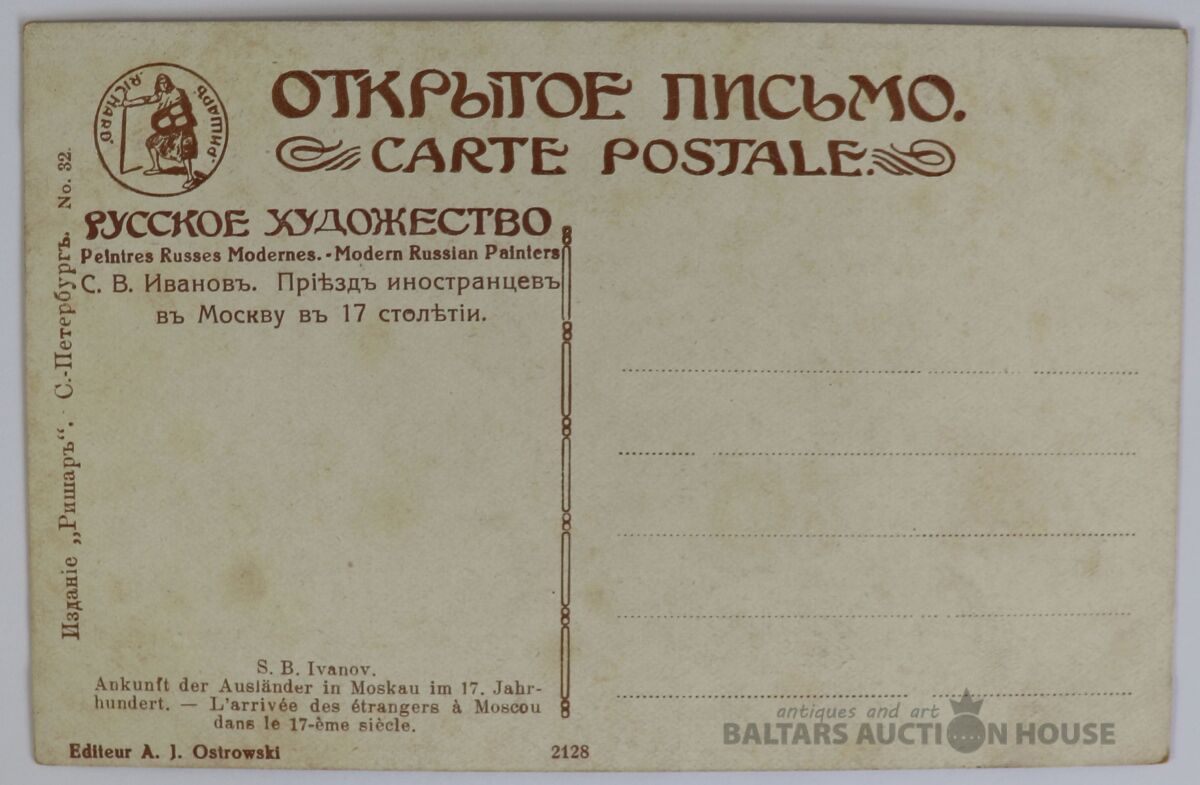 ОТКРЫТОЕ ПИСЬМО.
CARTE POSTALE.
RICHARD. РИШАРЪ.
РУССКОЕ ХУДОЖЕСТВО
Peintres Russes Modernes.-Modern Russian Painters
С. В. Ивановъ. Пріѣздъ иностранцевъ
въ Москву въ 17 столѣтіи.
Изданіе „Ришаръ“. С.-Петербургъ. No. 32.
S. B. Ivanov.
Ankunft der Ausländer in Moskau im 17. Jahr-
hundert. — L'arrivée des étrangers à Moscou
dans le 17-ème siècle.
Editeur A. J. Ostrowski
2128
antiques and art
BALTARS AUCTION HOUSE